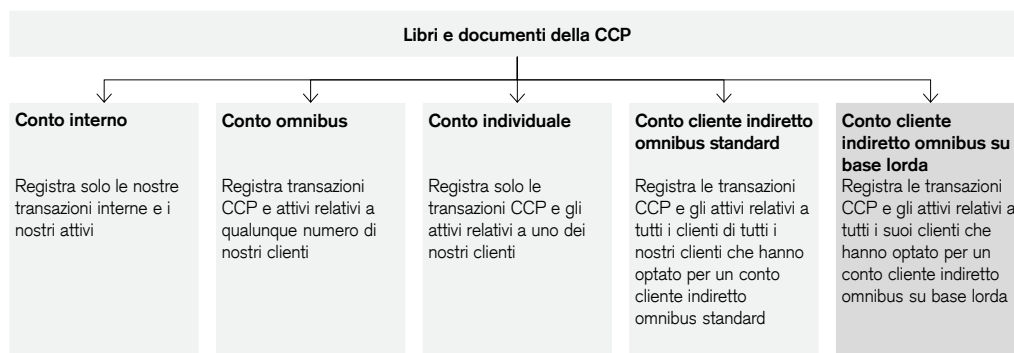 Libri e documenti della CCP
Conto interno
Registra solo le nostre
transazioni interne e i
nostri attivi
Conto omnibus
Registra transazioni
CCP e attivi relativi a
qualunque numero di
nostri clienti
Conto individuale
Registra solo le
transazioni CCP e gli
attivi relativi a uno dei
nostri clienti
Conto cliente indiretto
omnibus standard
Registra le transazioni
CCP e gli attivi relativi a
tutti i clienti di tutti i
nostri clienti che hanno
optato per un conto
cliente indiretto
omnibus standard
Conto cliente
indiretto omnibus su
base lorda
Registra le transazioni
CCP e gli attivi relativi a
tutti i suoi clienti che
hanno optato per un
conto cliente indiretto
omnibus su base lorda